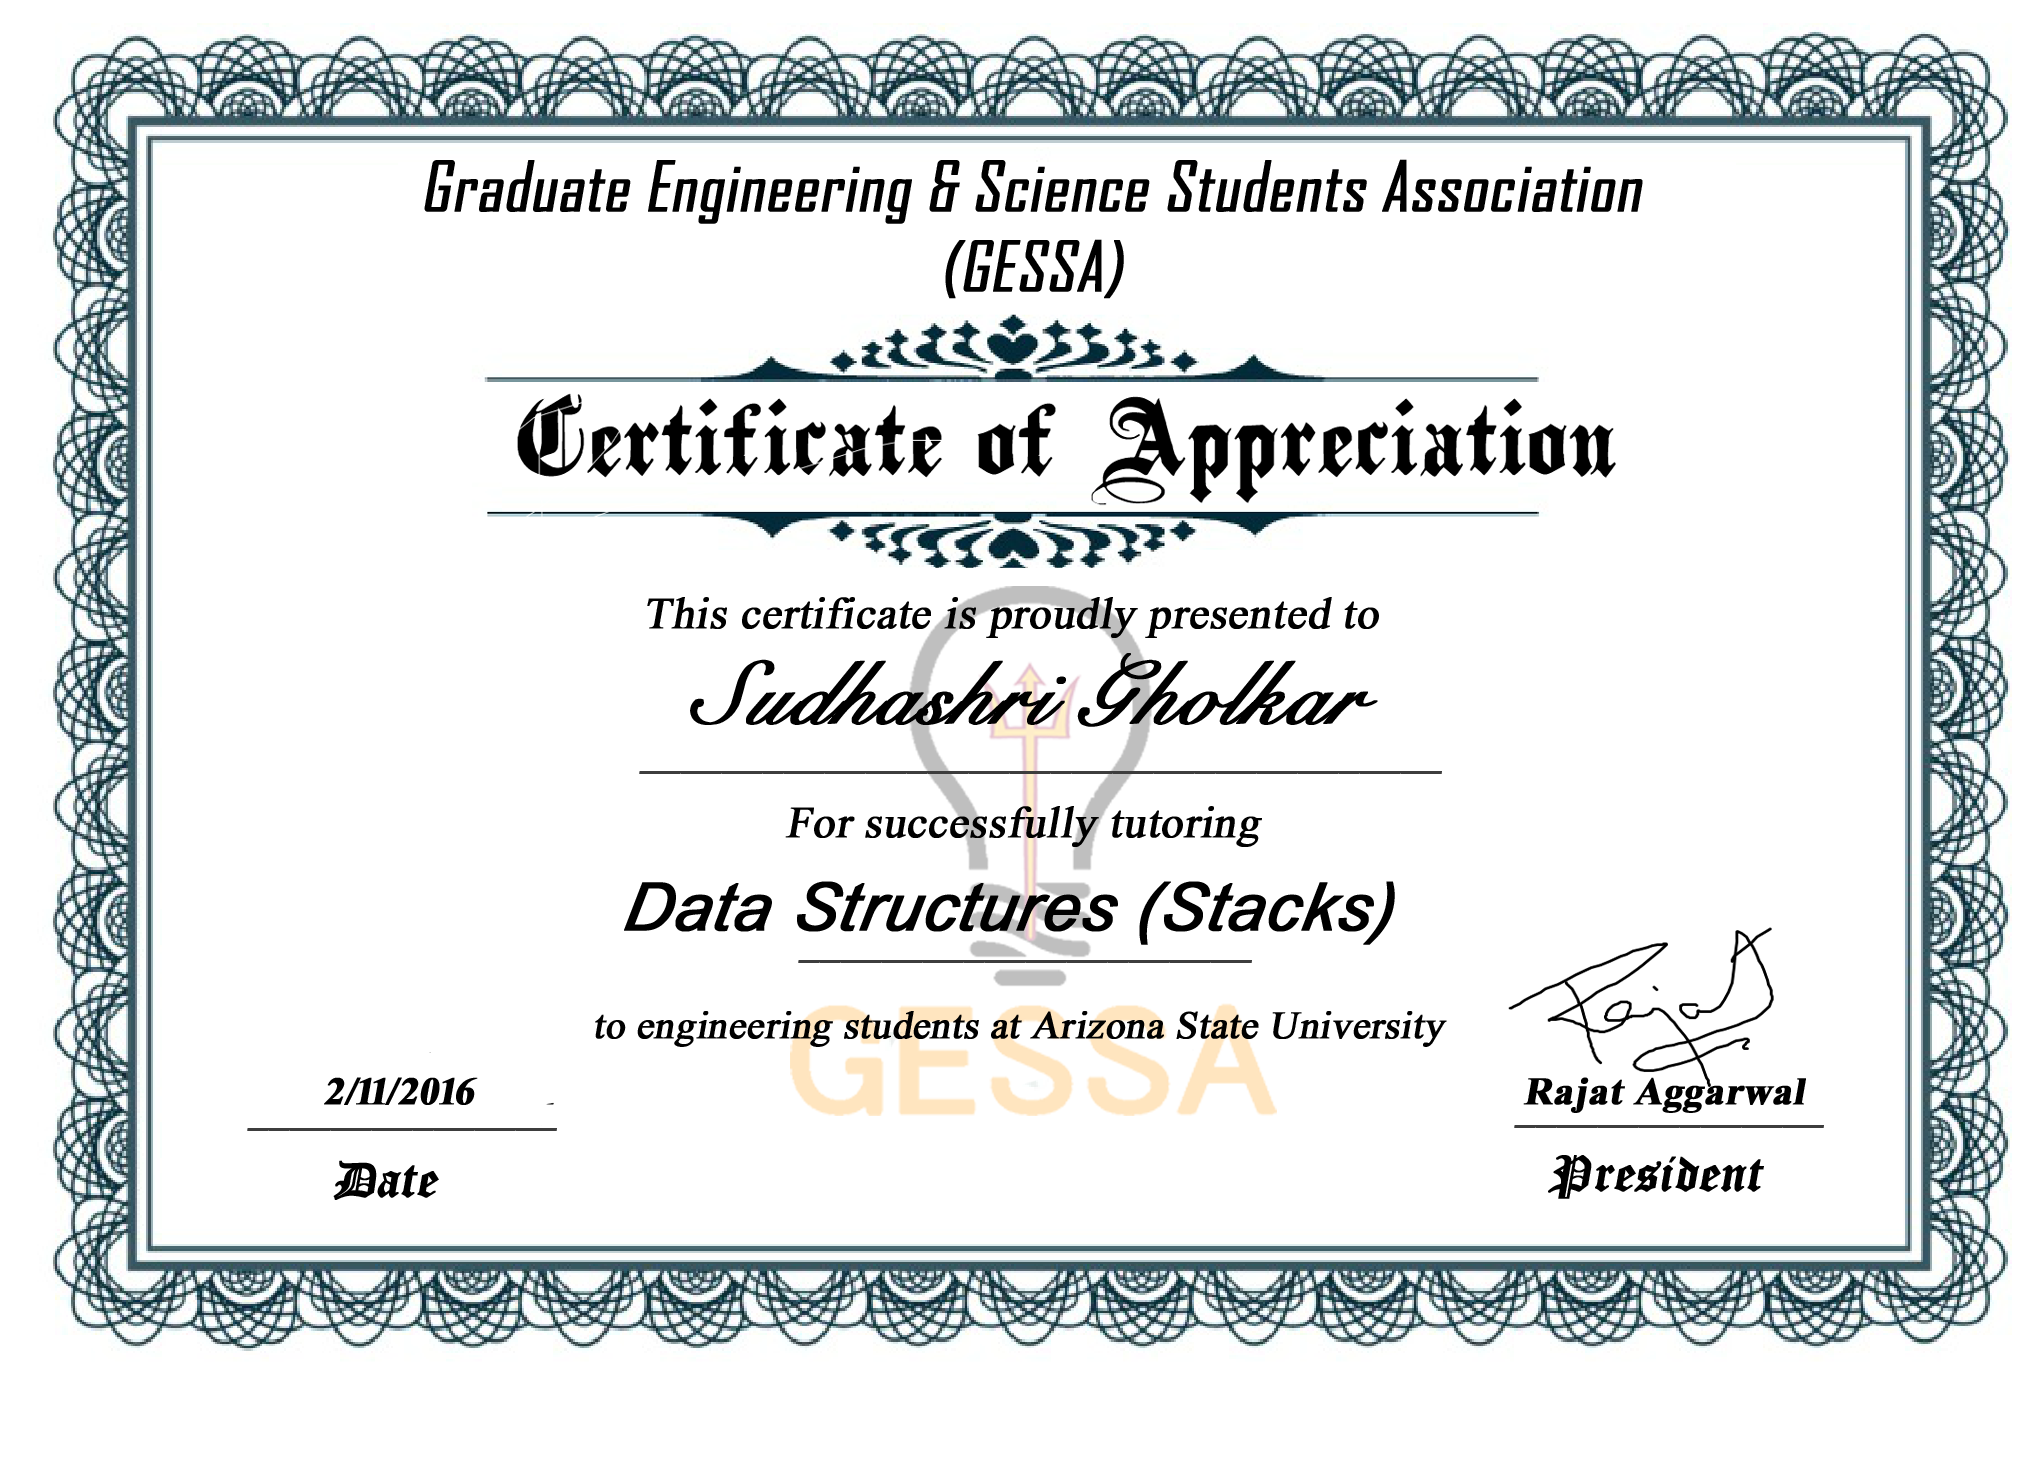 Graduate Engineering & Science Students Association
(GESSA)
Certificate of Appreciation
This certificate is proudly presented to
Sudhashri Gholkar
For successfully tutoring
Data Structures (Stacks)
to engineering students at Arizona State University
GESSA
Rajat
2/11/2016
Rajat Aggarwal
Date
President